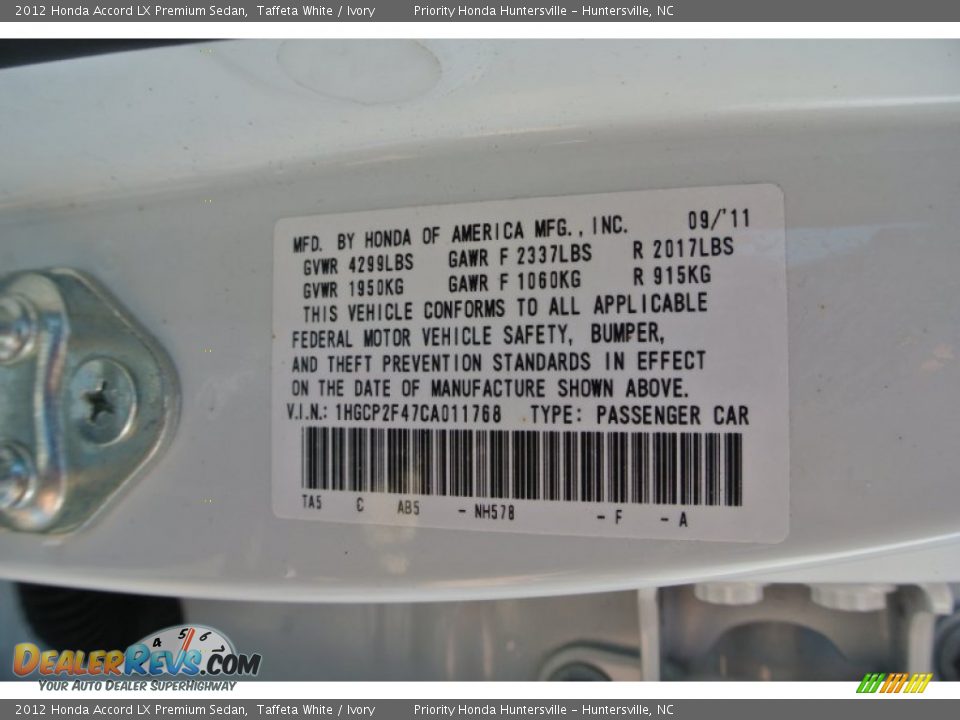 2012 Honda Accord LX Premium Sedan, Taffeta White / Ivory Priority Honda Huntersville - Huntersville, NC
MFD. BY HONDA OF AMERICA MFG., INC. 09/'11
GVWR 4299LBS GAWR F 2337LBS R 2017LBS
GVWR 1950KG GAWR F 1060KG R 915KG
THIS VEHICLE CONFORMS TO ALL APPLICABLE
FEDERAL MOTOR VEHICLE SAFETY, BUMPER,
AND THEFT PREVENTION STANDARDS IN EFFECT
ON THE DATE OF MANUFACTURE SHOWN ABOVE.
V.I.N.: 1HGCP2F47CA011768 TYPE: PASSENGER CAR
TA5 C AB5 - NH578 - F - A
4 5 6
DEALERREVS.COM
YOUR AUTO DEALER SUPERHIGHWAY
2012 Honda Accord LX Premium Sedan, Taffeta White / Ivory Priority Honda Huntersville - Huntersville, NC